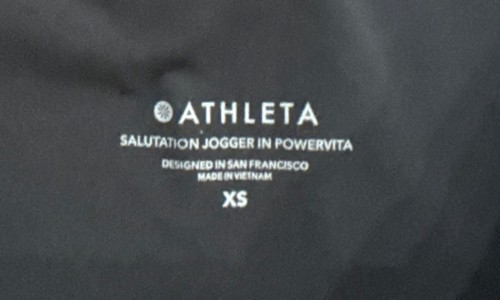 ATHLETA
SALUTATION JOGGER IN POWERVITA
DESIGNED IN SAN FRANCISCO
MADE IN VIETNAM
XS